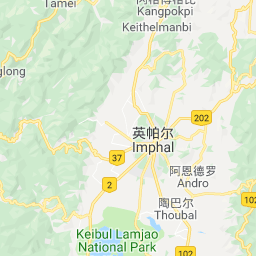 Kangpokpi
Tamei
Keithelmanbi
glong
202
英帕尔
Imphal
37
阿恩德罗
Andro
2
陶巴尔
Thoubal
102
102
Keibul Lamjao
National Park